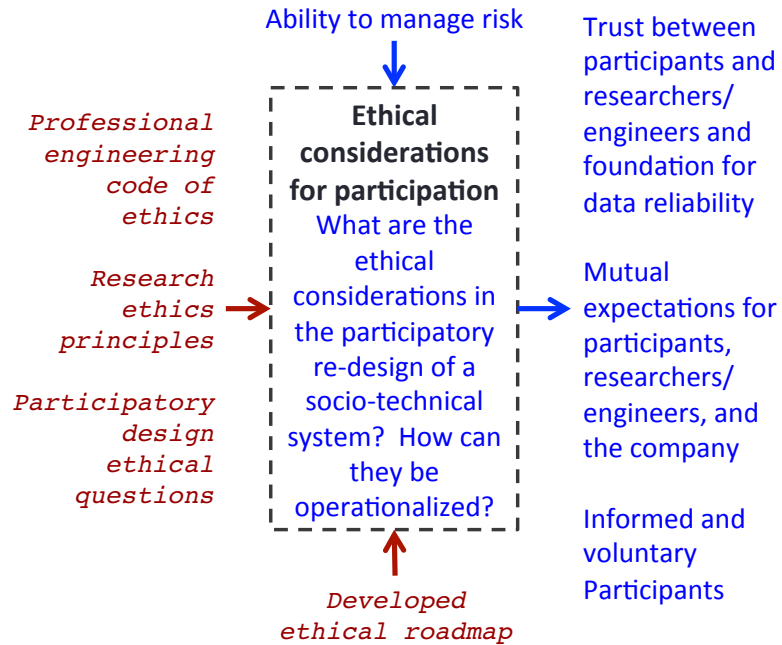 Ability to manage risk
Professional
engineering
code of
ethics
Research
ethics
principles
Participatory
design
ethical
questions
Ethical
considerations
for participation
What are the
ethical
considerations in
the participatory
re-design of a
socio-technical
system?  How can
they be
operationalized?
Developed
ethical roadmap
Trust between
participants and
researchers/
engineers and
foundation for
data reliability
Mutual
expectations for
participants,
researchers/
engineers, and
the company
Informed and
voluntary
Participants